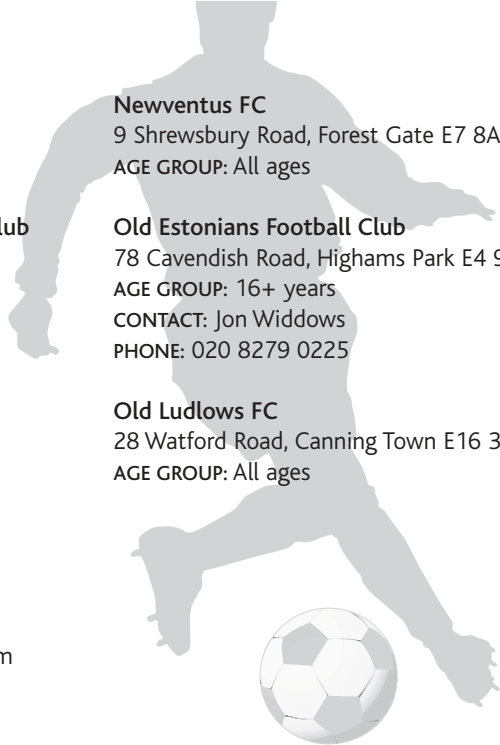 Newventus FC
9 Shrewsbury Road, Forest Gate E7 8A
AGE GROUP: All ages
lub
Old Estonians Football Club
78 Cavendish Road, Highams Park E4 9
AGE GROUP: 16+ years
CONTACT: Jon Widdows
PHONE: 020 8279 0225
Old Ludlows FC
28 Watford Road, Canning Town E16 3
AGE GROUP: All ages
m